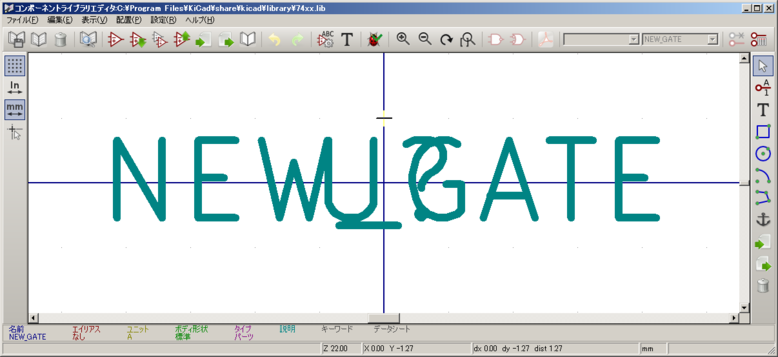 コンポーネントライブラリエディタ:C:¥Program Files¥KiCad¥share¥kicad¥library¥74xx.lib
ファイル(F) 編集(E) 表示(V) 配置(P) 設定(R) ヘルプ(H)
ABC T NEW_GATE
In
mm
A
1
T
NEW_GATE
U?
名前 エイリアス ユニット ボディ形状 タイプ 説明 キーワード データシート
NEW_GATE なし A 標準 パーツ
Z 22.00 X 0.00 Y -1.27 dx 0.00 dy -1.27 dist 1.27 mm